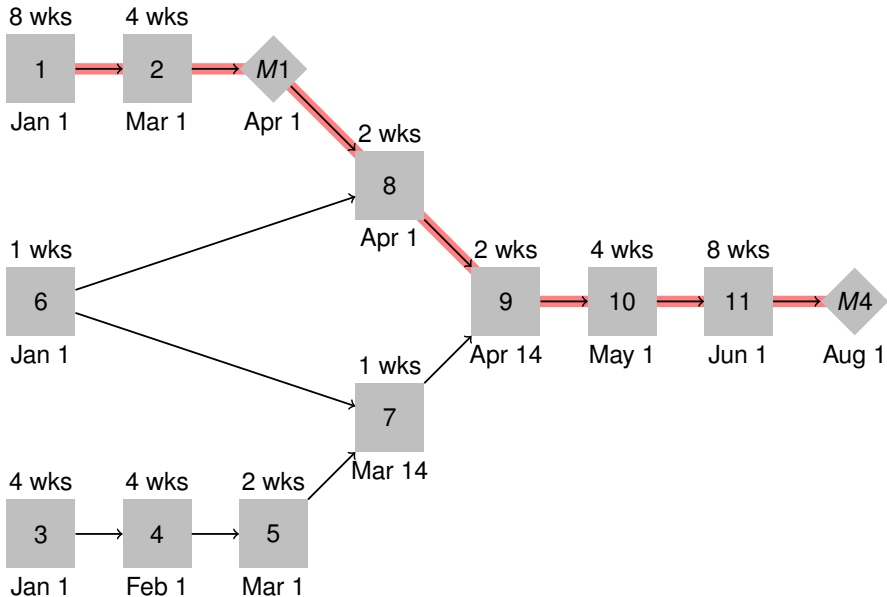 8 wks 4 wks
1 2 M1
Jan 1 Mar 1 Apr 1
2 wks
8
Apr 1
1 wks 2 wks 4 wks 8 wks
6 9 10 11 M4
Jan 1 Apr 14 May 1 Jun 1 Aug 1
1 wks
7
Mar 14
4 wks 4 wks 2 wks
3 4 5
Jan 1 Feb 1 Mar 1